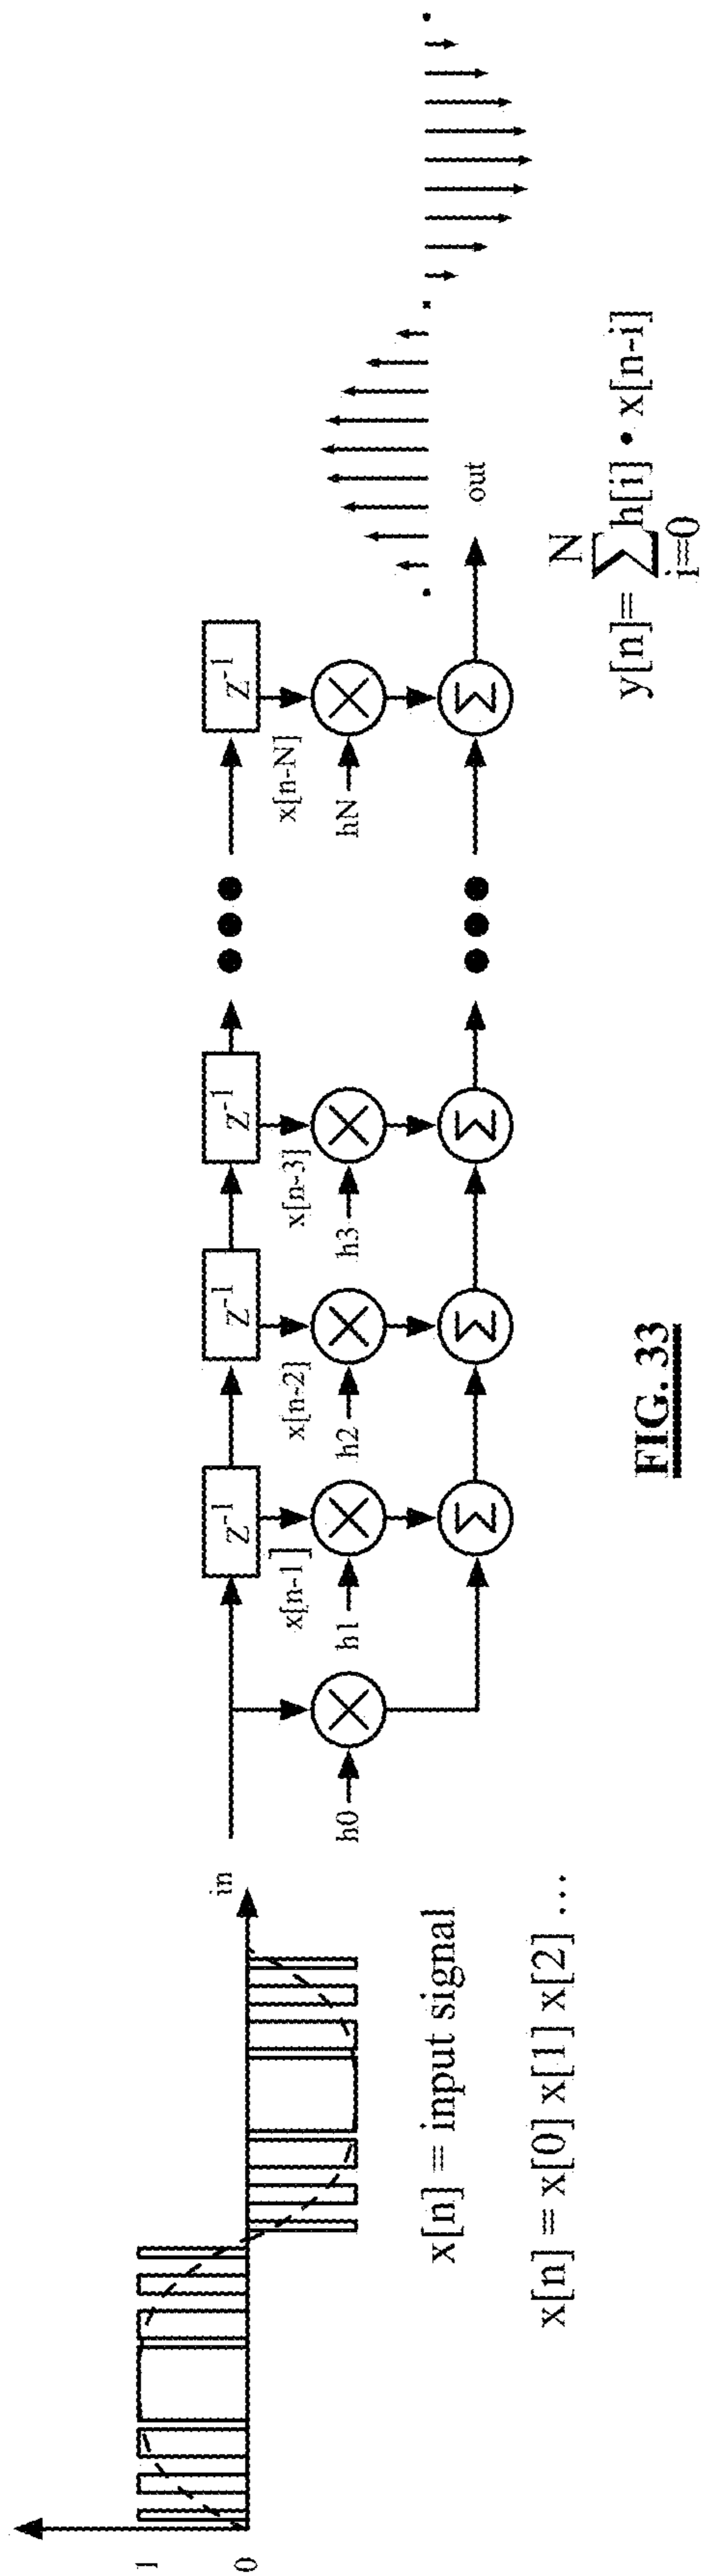 1
0
in
x[n] = input signal
x[n] = x[0] x[1] x[2] ...
z⁻¹ z⁻¹ z⁻¹ z⁻¹
x[n-1] x[n-2] x[n-3] x[n-N]
h0 h1 h2 h3 hN
Σ Σ Σ Σ
out
N
y[n]= Σ h[i] • x[n-i]
i=0
FIG. 33